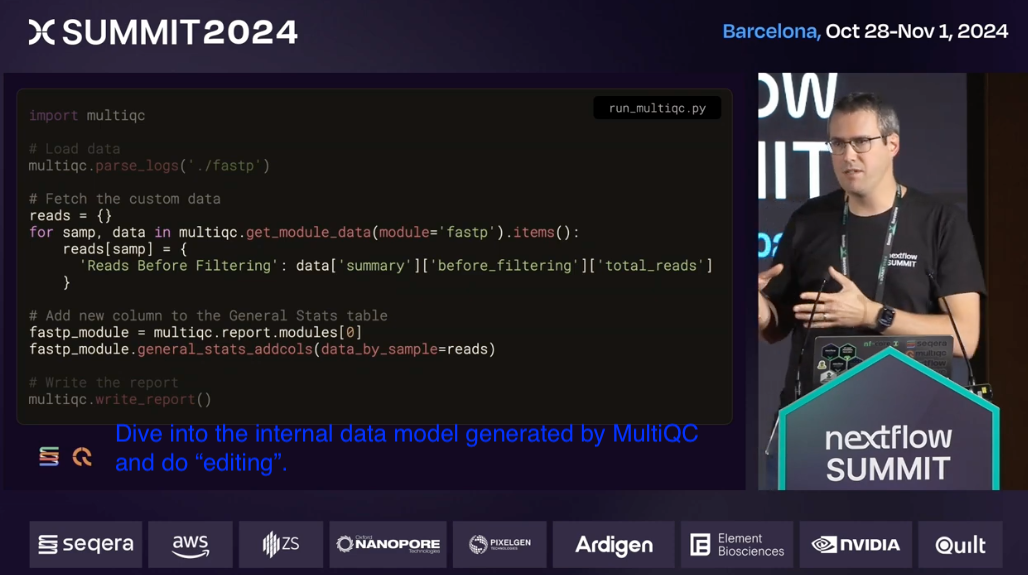 SUMMIT2024
Barcelona, Oct 28-Nov 1, 2024
run_multiqc.py
import multiqc
# Load data
multiqc.parse_logs('./fastp')
# Fetch the custom data
reads = {}
for samp, data in multiqc.get_module_data(module='fastp').items():
reads[samp] = {
'Reads Before Filtering': data['summary']['before_filtering']['total_reads']
}
# Add new column to the General Stats table
fastp_module = multiqc.report.modules[0]
fastp_module.general_stats_addcols(data_by_sample=reads)
# Write the report
multiqc.write_report()
Dive into the internal data model generated by MultiQC
and do “editing”.
nextflow
SUMMIT
nextflow
SUMMIT
seqera
aws
ZS
Oxford
NANOPORE
Technologies
PIXELGEN
TECHNOLOGIES
Ardigen
Element
Biosciences
NVIDIA
Quilt